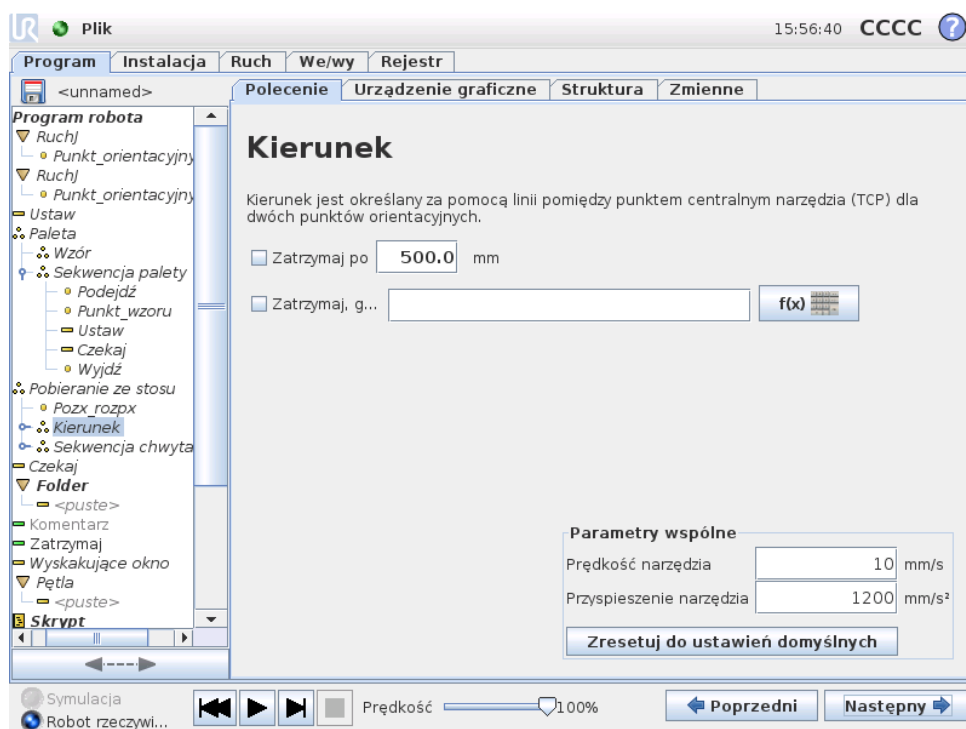 Plik
15:56:40 CCCC ?
Program Instalacja Ruch We/wy Rejestr
<unnamed>
Polecenie Urządzenie graficzne Struktura Zmienne
Program robota
RuchJ
Punkt_orientacyjny
RuchJ
Punkt_orientacyjny
Ustaw
Paleta
Wzór
Sekwencja palety
Podejdź
Punkt_wzoru
Ustaw
Czekaj
Wyjdź
Pobieranie ze stosu
Pozx_rozpx
Kierunek
Sekwencja chwyta
Czekaj
Folder
<puste>
Komentarz
Zatrzymaj
Wyskakujące okno
Pętla
<puste>
Skrypt
Kierunek
Kierunek jest określany za pomocą linii pomiędzy punktem centralnym narzędzia (TCP) dla
dwóch punktów orientacyjnych.
Zatrzymaj po 500.0 mm
Zatrzymaj, g... f(x)
Parametry wspólne
Prędkość narzędzia 10 mm/s
Przyspieszenie narzędzia 1200 mm/s²
Zresetuj do ustawień domyślnych
Symulacja
Robot rzeczywi...
Prędkość 100%
Poprzedni Następny